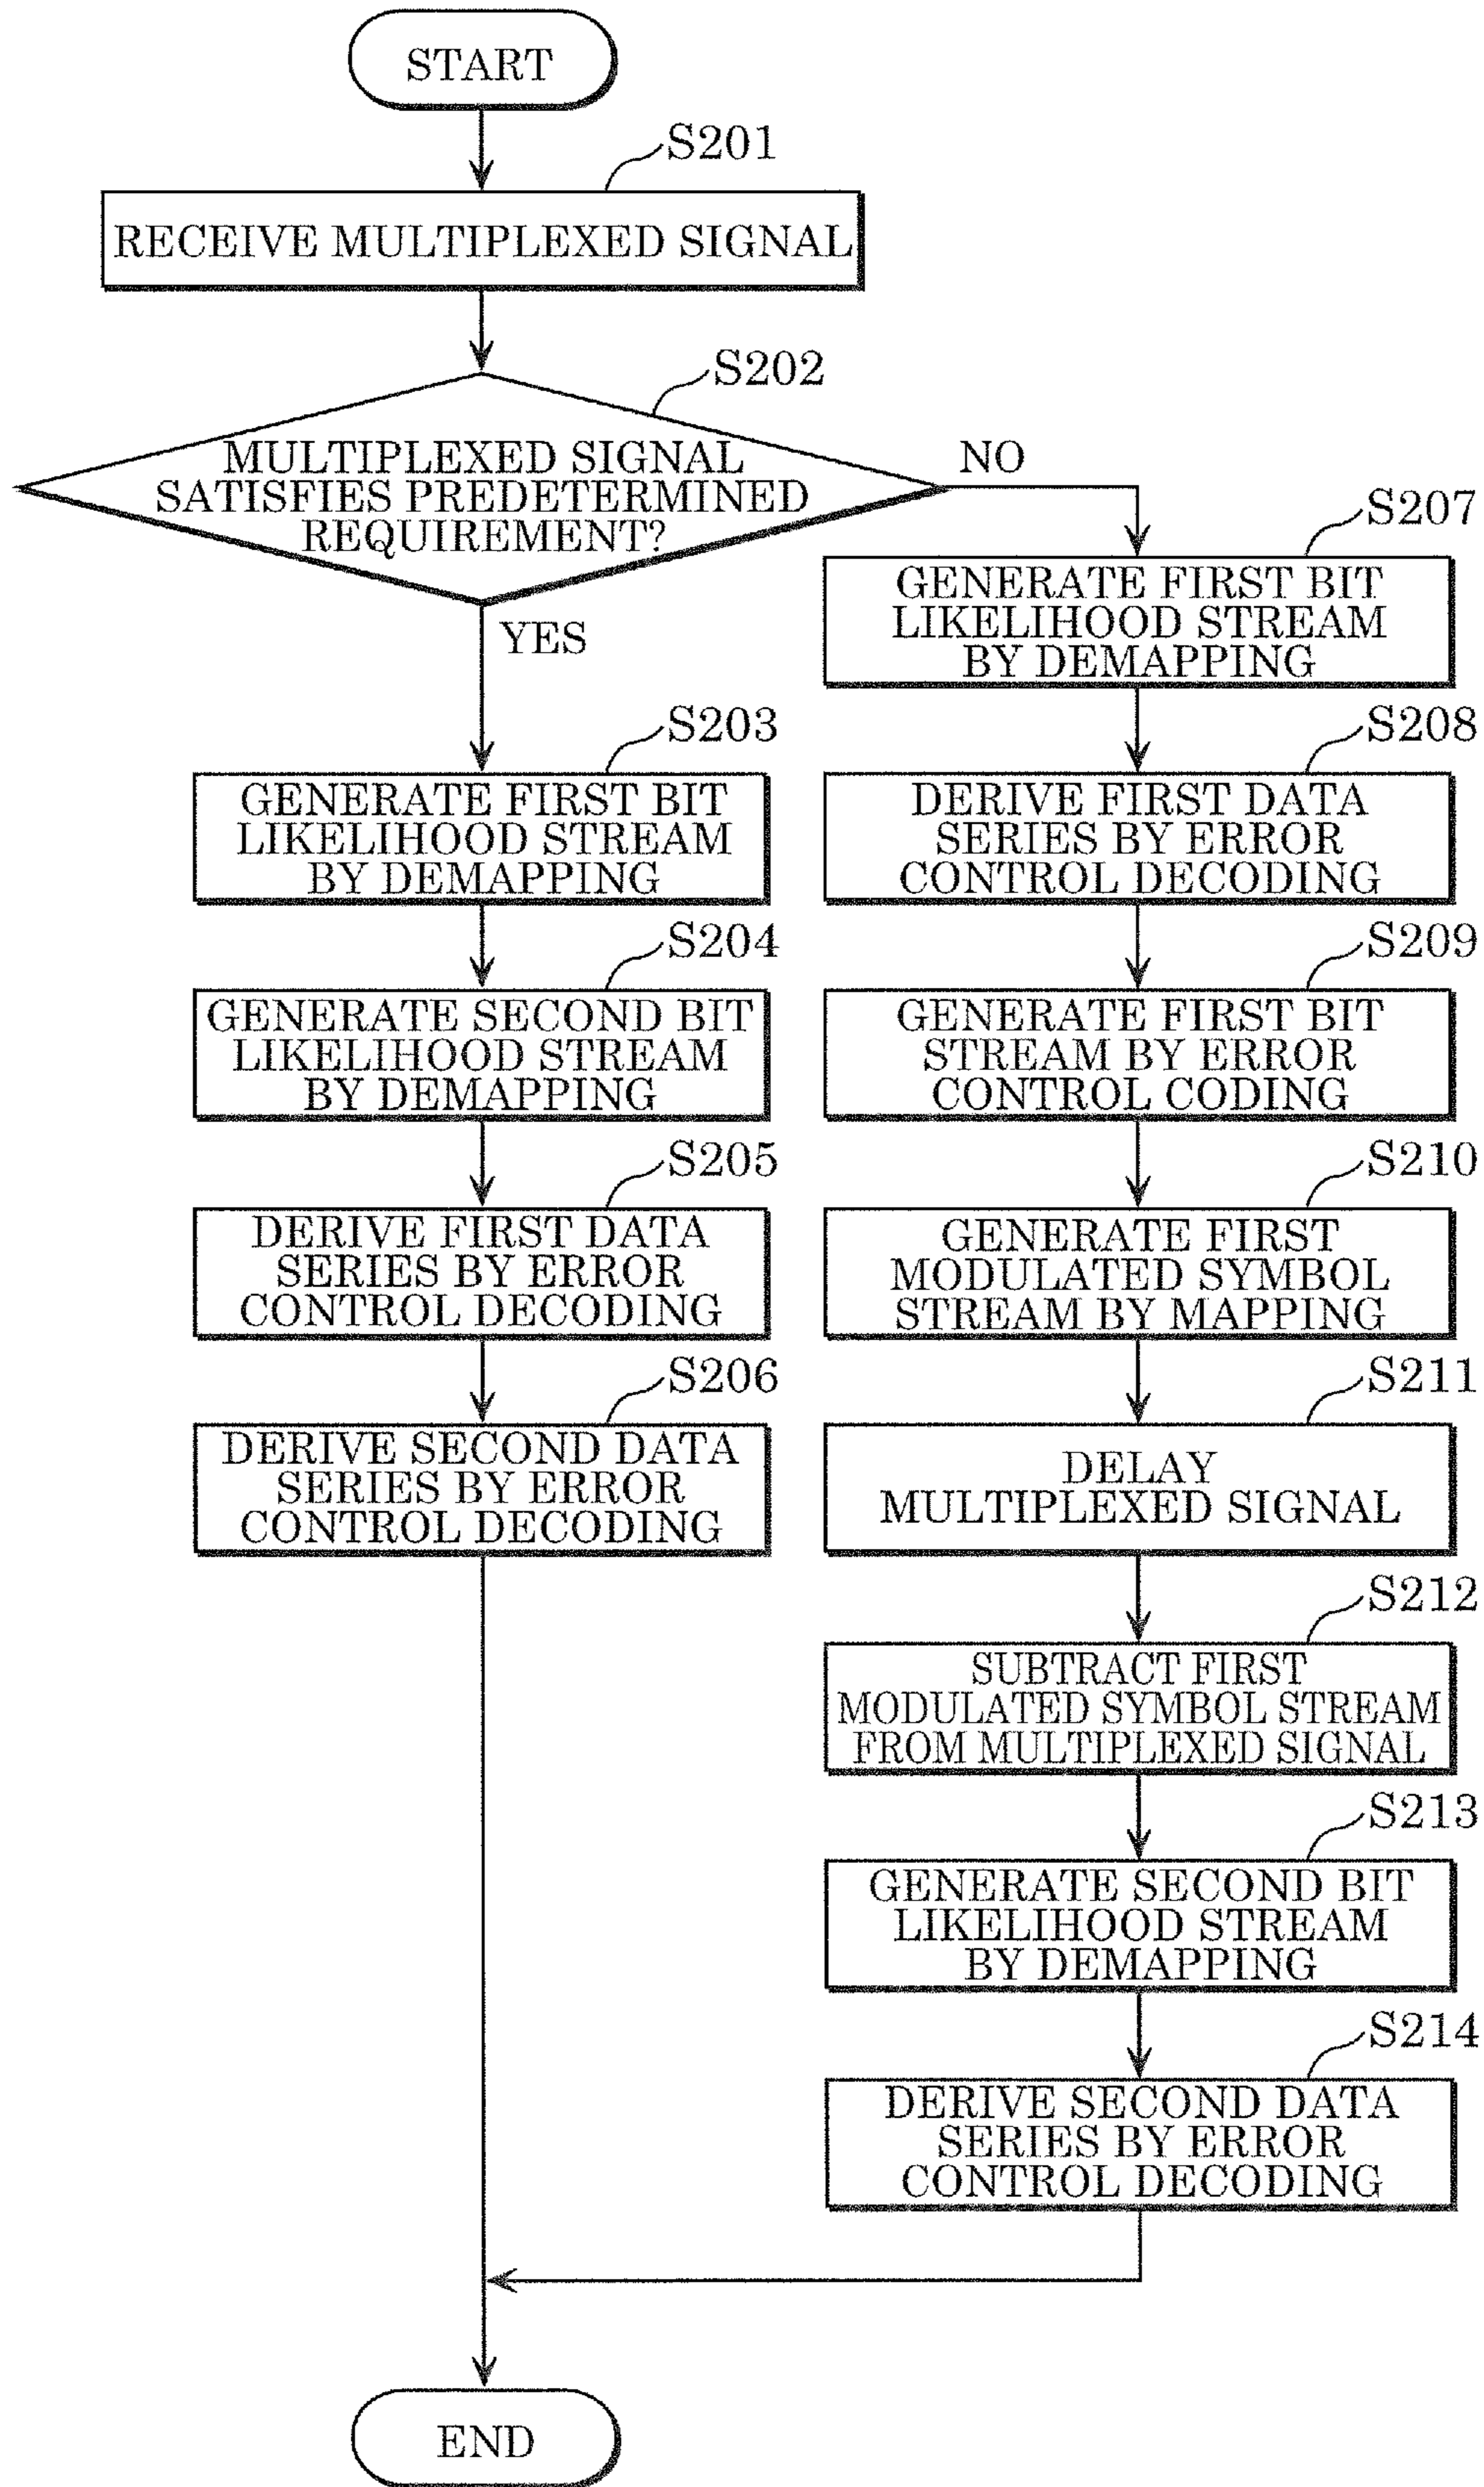 START
S201
RECEIVE MULTIPLEXED SIGNAL
S202
MULTIPLEXED SIGNAL
SATISFIES PREDETERMINED
REQUIREMENT?
NO
YES
S203
GENERATE FIRST BIT
LIKELIHOOD STREAM
BY DEMAPPING
S204
GENERATE SECOND BIT
LIKELIHOOD STREAM
BY DEMAPPING
S205
DERIVE FIRST DATA
SERIES BY ERROR
CONTROL DECODING
S206
DERIVE SECOND DATA
SERIES BY ERROR
CONTROL DECODING
S207
GENERATE FIRST BIT
LIKELIHOOD STREAM
BY DEMAPPING
S208
DERIVE FIRST DATA
SERIES BY ERROR
CONTROL DECODING
S209
GENERATE FIRST BIT
STREAM BY ERROR
CONTROL CODING
S210
GENERATE FIRST
MODULATED SYMBOL
STREAM BY MAPPING
S211
DELAY
MULTIPLEXED SIGNAL
S212
SUBTRACT FIRST
MODULATED SYMBOL STREAM
FROM MULTIPLEXED SIGNAL
S213
GENERATE SECOND BIT
LIKELIHOOD STREAM
BY DEMAPPING
S214
DERIVE SECOND DATA
SERIES BY ERROR
CONTROL DECODING
END